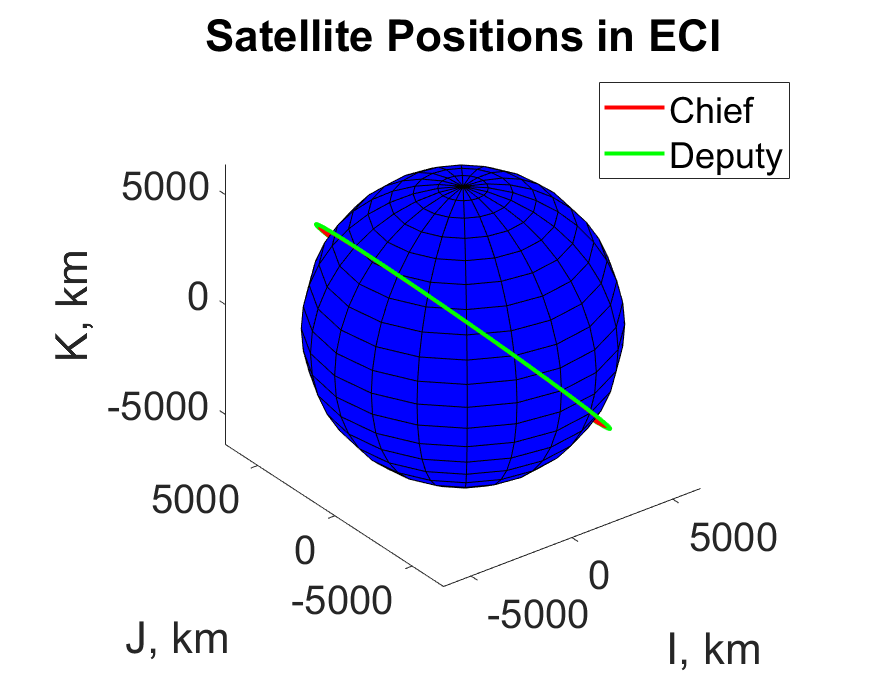 Satellite Positions in ECI
Chief
Deputy
5000
0
-5000
K, km
5000
0
-5000
J, km
5000
0
-5000
I, km